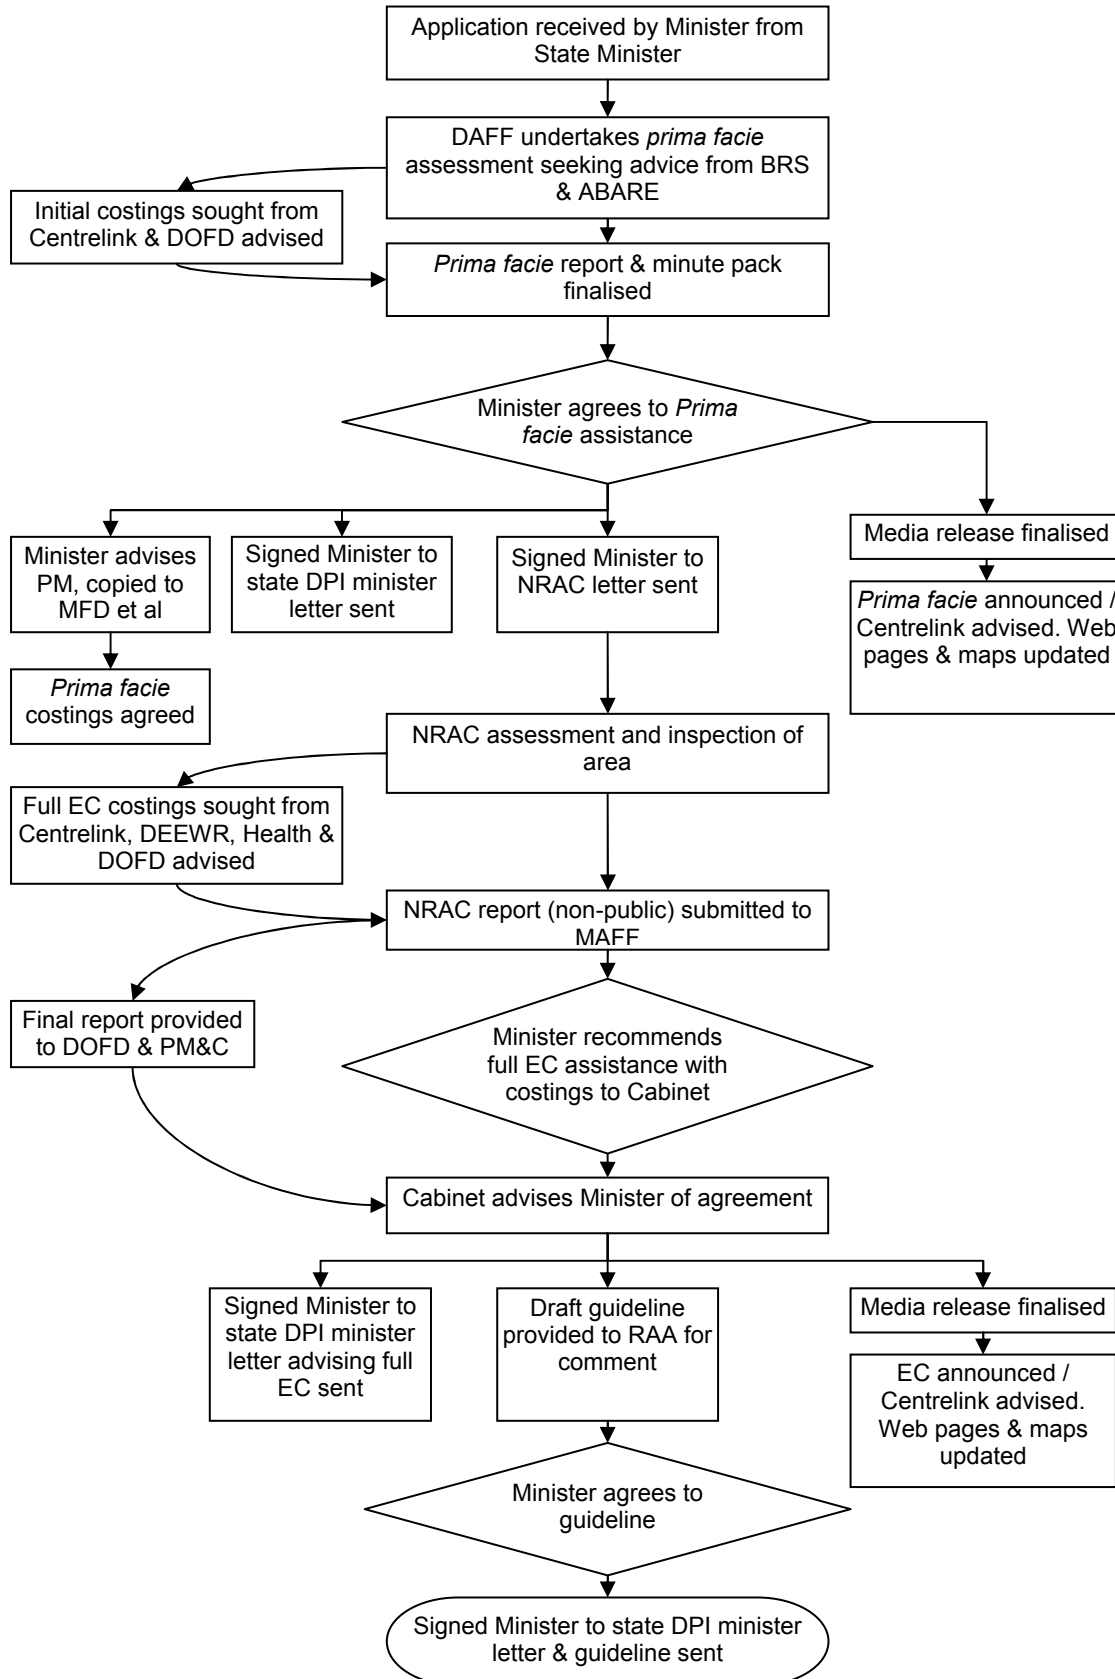 Application received by Minister from
State Minister
DAFF undertakes prima facie
assessment seeking advice from BRS
& ABARE
Initial costings sought from
Centrelink & DOFD advised
Prima facie report & minute pack
finalised
Minister agrees to Prima
facie assistance
Minister advises
PM, copied to
MFD et al
Signed Minister to
state DPI minister
letter sent
Signed Minister to
NRAC letter sent
Media release finalised
Prima facie announced /
Centrelink advised. Web
pages & maps updated
Prima facie
costings agreed
NRAC assessment and inspection of
area
Full EC costings sought from
Centrelink, DEEWR, Health &
DOFD advised
NRAC report (non-public) submitted to
MAFF
Final report provided
to DOFD & PM&C
Minister recommends
full EC assistance with
costings to Cabinet
Cabinet advises Minister of agreement
Signed Minister to
state DPI minister
letter advising full
EC sent
Draft guideline
provided to RAA for
comment
Media release finalised
EC announced /
Centrelink advised.
Web pages & maps
updated
Minister agrees to
guideline
Signed Minister to state DPI minister
letter & guideline sent